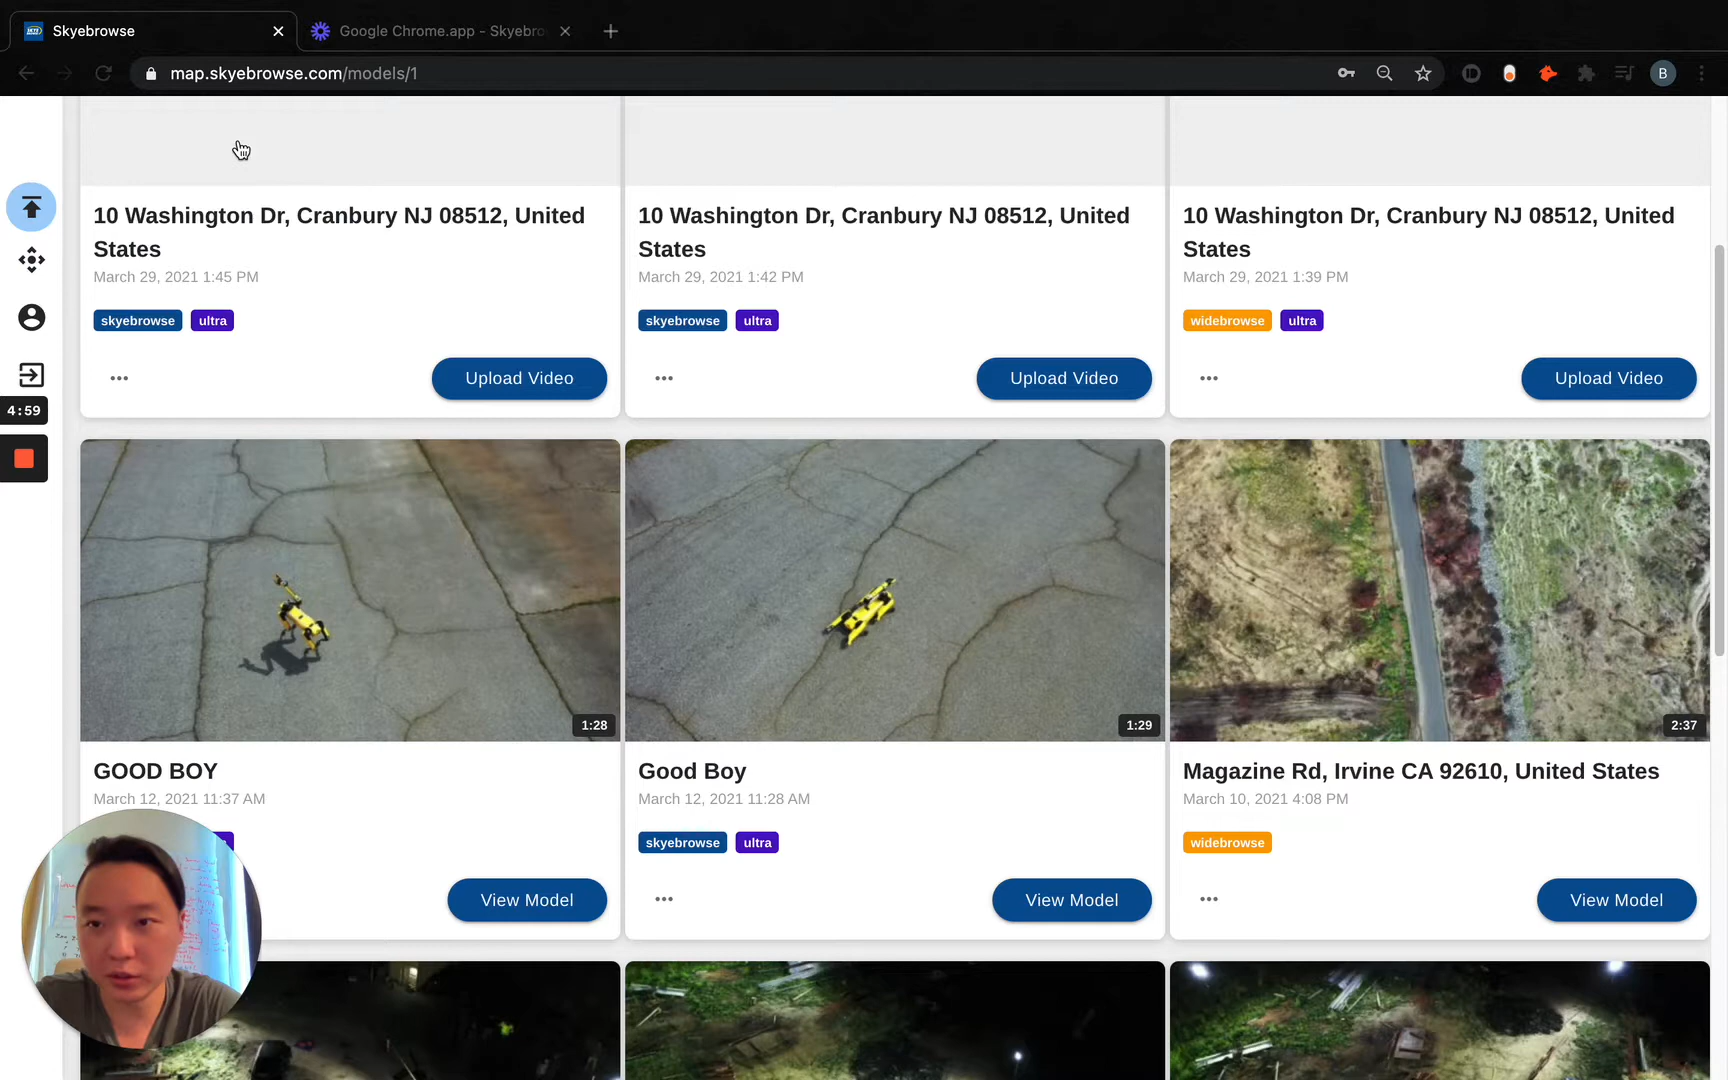 Skyebrowse
Google Chrome.app - Skyebro
map.skyebrowse.com/models/1
B
10 Washington Dr, Cranbury NJ 08512, United
States
March 29, 2021 1:45 PM
skyebrowse ultra
Upload Video
10 Washington Dr, Cranbury NJ 08512, United
States
March 29, 2021 1:42 PM
skyebrowse ultra
Upload Video
10 Washington Dr, Cranbury NJ 08512, United
States
March 29, 2021 1:39 PM
widebrowse ultra
Upload Video
4:59
1:28
GOOD BOY
March 12, 2021 11:37 AM
View Model
1:29
Good Boy
March 12, 2021 11:28 AM
skyebrowse ultra
View Model
2:37
Magazine Rd, Irvine CA 92610, United States
March 10, 2021 4:08 PM
widebrowse
View Model